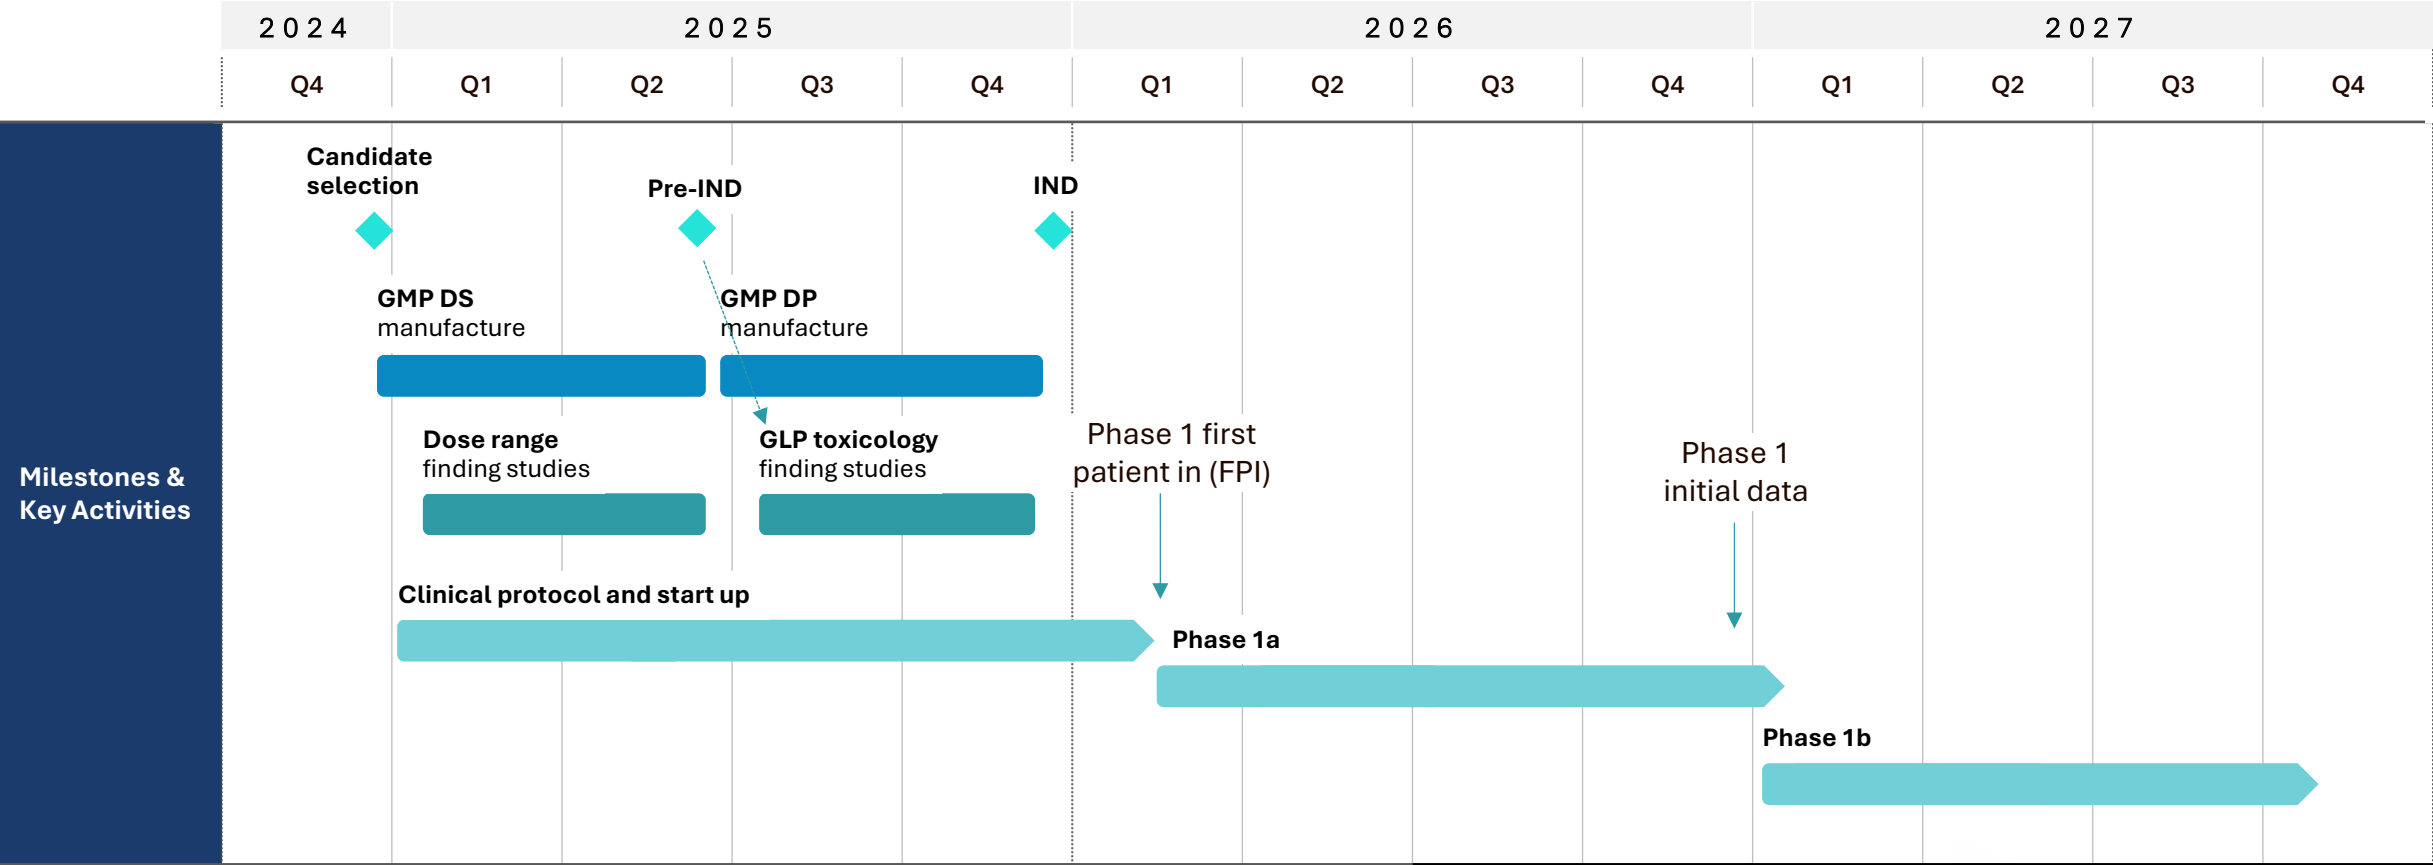 2024 2025 2026 2027
Q4 Q1 Q2 Q3 Q4 Q1 Q2 Q3 Q4 Q1 Q2 Q3 Q4
Milestones &
Key Activities
Candidate
selection
Pre-IND
IND
GMP DS
manufacture
GMP DP
manufacture
Dose range
finding studies
GLP toxicology
finding studies
Phase 1 first
patient in (FPI)
Phase 1
initial data
Clinical protocol and start up
Phase 1a
Phase 1b